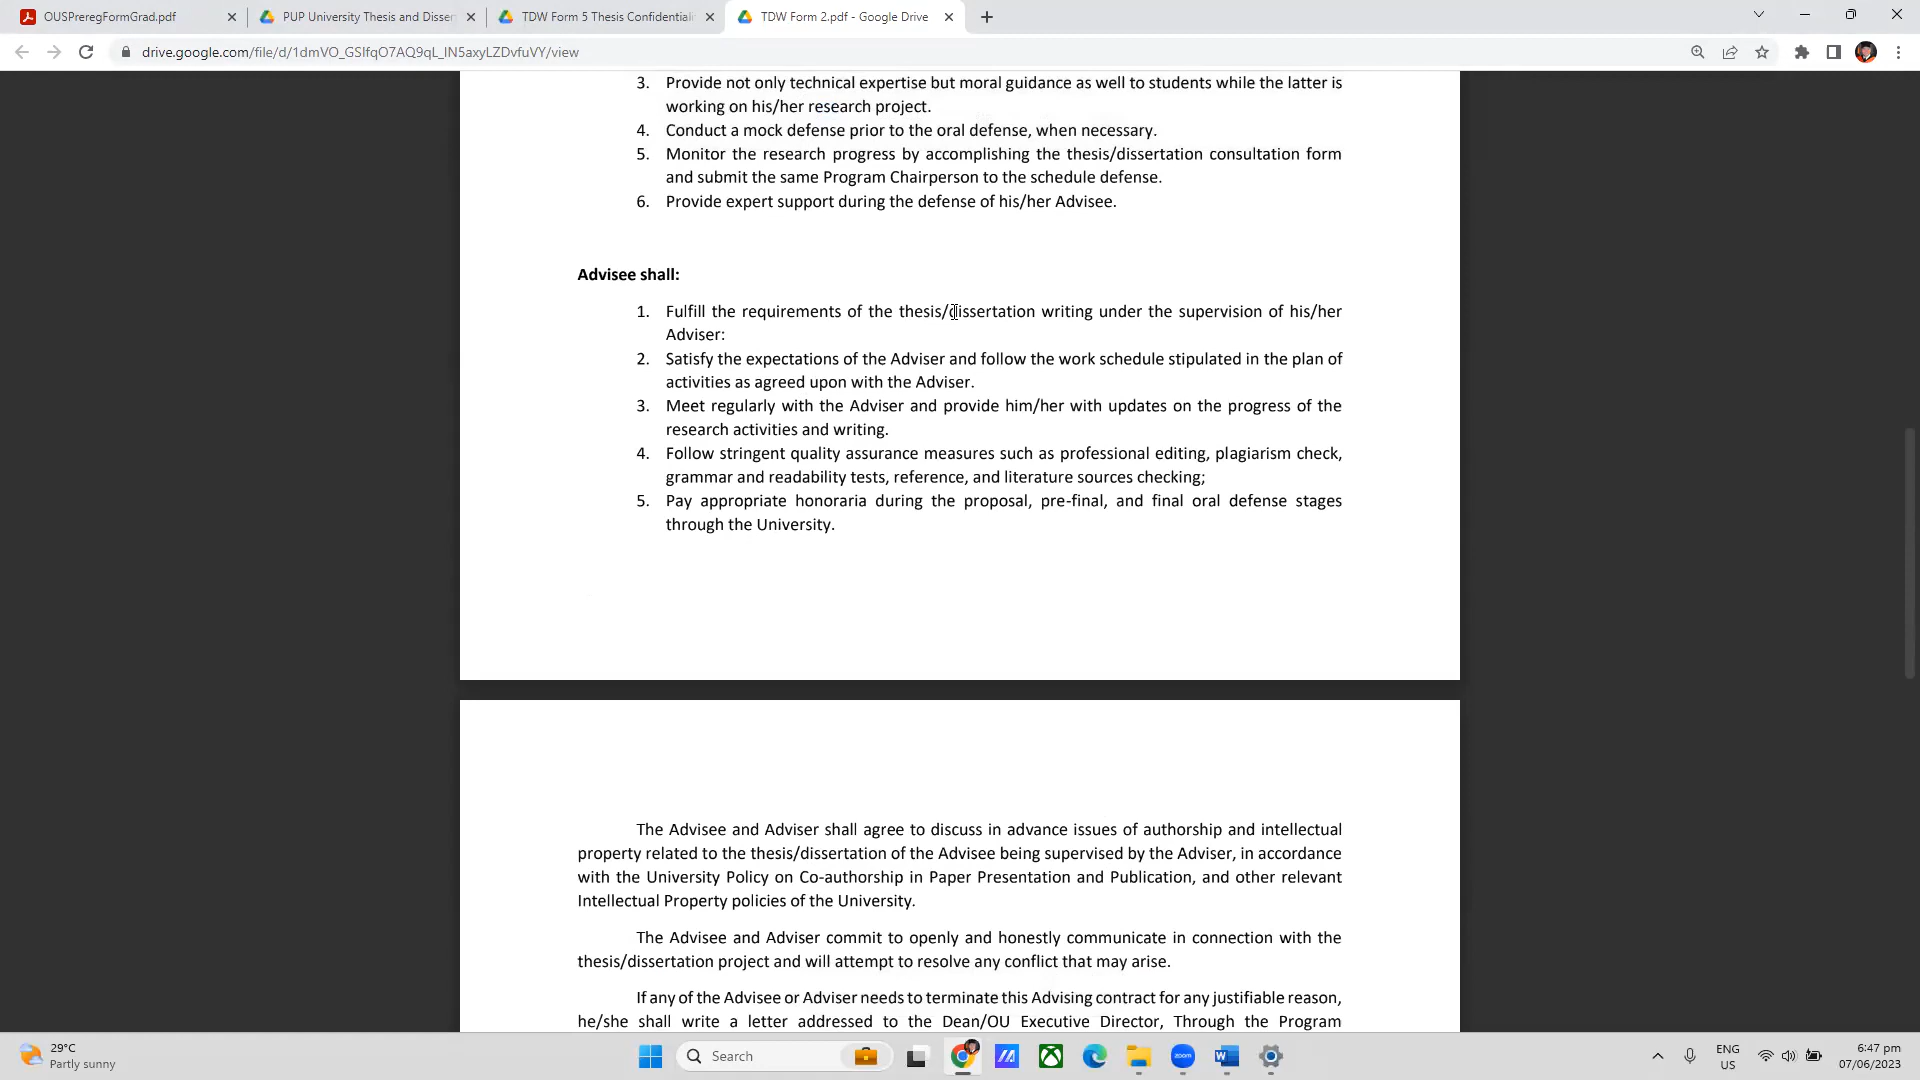 OUSPreregFormGrad.pdf
PUP University Thesis and Disser
TDW Form 5 Thesis Confidential
TDW Form 2.pdf - Google Drive
drive.google.com/file/d/1dmVO_GSIfqO7AQ9qL_IN5axyLZDvfuVY/view
3. Provide not only technical expertise but moral guidance as well to students while the latter is
working on his/her research project.
4. Conduct a mock defense prior to the oral defense, when necessary.
5. Monitor the research progress by accomplishing the thesis/dissertation consultation form
and submit the same Program Chairperson to the schedule defense.
6. Provide expert support during the defense of his/her Advisee.
Advisee shall:
1. Fulfill the requirements of the thesis/dissertation writing under the supervision of his/her
Adviser:
2. Satisfy the expectations of the Adviser and follow the work schedule stipulated in the plan of
activities as agreed upon with the Adviser.
3. Meet regularly with the Adviser and provide him/her with updates on the progress of the
research activities and writing.
4. Follow stringent quality assurance measures such as professional editing, plagiarism check,
grammar and readability tests, reference, and literature sources checking;
5. Pay appropriate honoraria during the proposal, pre-final, and final oral defense stages
through the University.
The Advisee and Adviser shall agree to discuss in advance issues of authorship and intellectual
property related to the thesis/dissertation of the Advisee being supervised by the Adviser, in accordance
with the University Policy on Co-authorship in Paper Presentation and Publication, and other relevant
Intellectual Property policies of the University.
The Advisee and Adviser commit to openly and honestly communicate in connection with the
thesis/dissertation project and will attempt to resolve any conflict that may arise.
If any of the Advisee or Adviser needs to terminate this Advising contract for any justifiable reason,
he/she shall write a letter addressed to the Dean/OU Executive Director, Through the Program
29°C
Partly sunny
Search
zoom
ENG
US
6:47 pm
07/06/2023